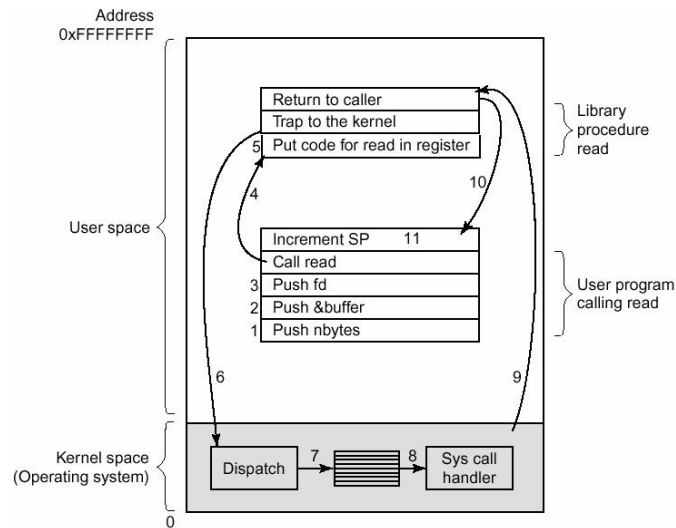 Address
0xFFFFFFFF
Return to caller
Trap to the kernel
5 Put code for read in register
Library
procedure
read
4
10
User space
Increment SP 11
Call read
3 Push fd
2 Push &buffer
1 Push nbytes
User program
calling read
6
9
Kernel space
(Operating system)
Dispatch
7
8
Sys call
handler
0